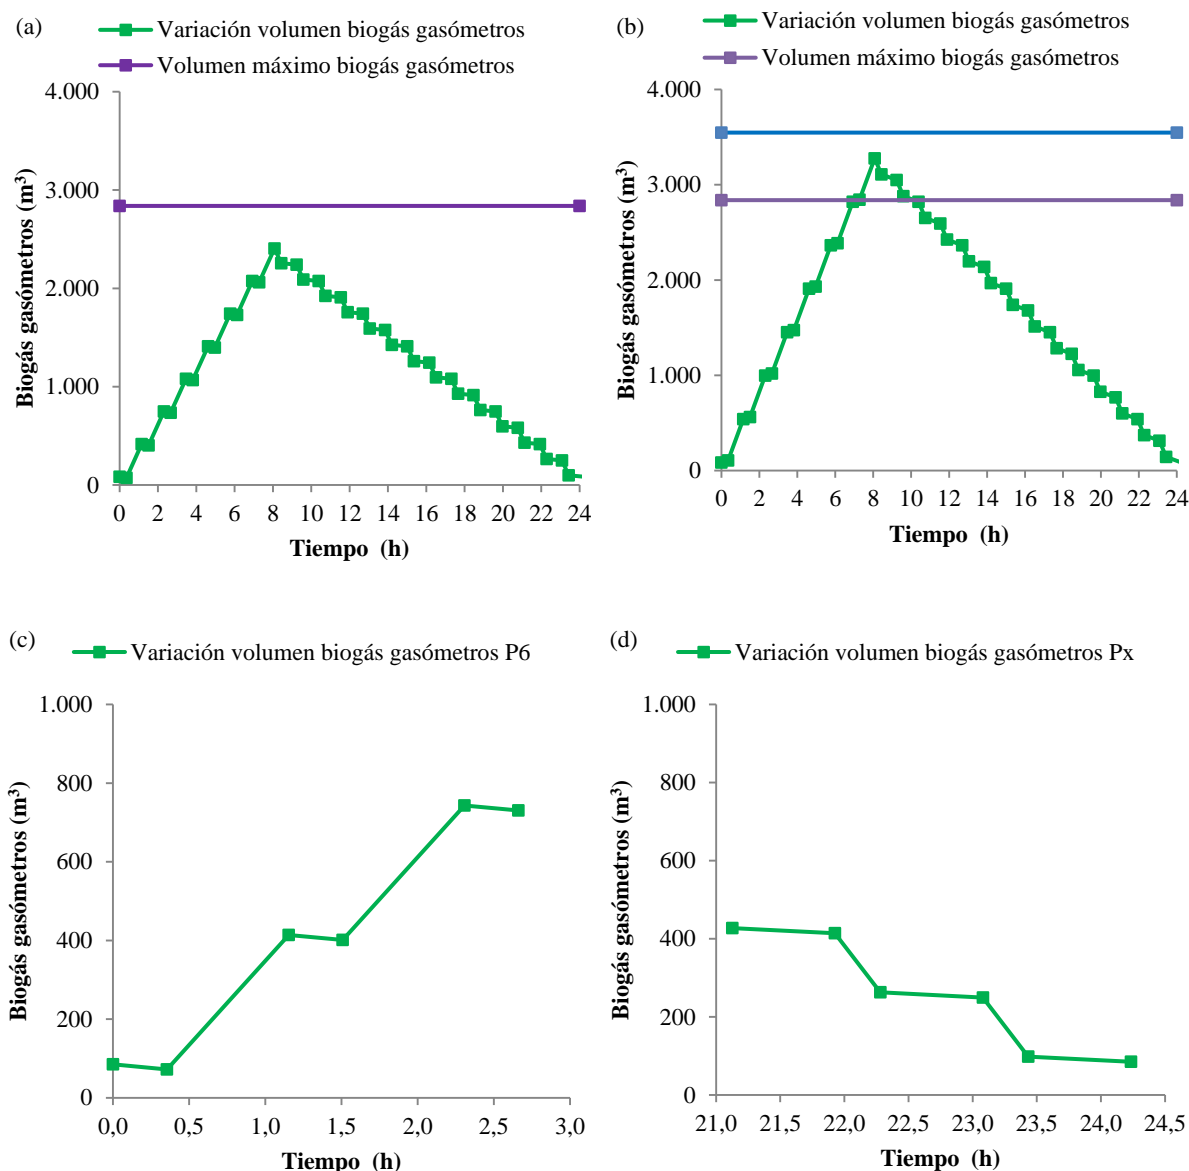 (a)
Variación volumen biogás gasómetros
Volumen máximo biogás gasómetros
Biogás gasómetros (m³)
4.000
3.000
2.000
1.000
0
0 2 4 6 8 10 12 14 16 18 20 22 24
Tiempo (h)
(b)
Variación volumen biogás gasómetros
Volumen máximo biogás gasómetros
Biogás gasómetros (m³)
4.000
3.000
2.000
1.000
0
0 2 4 6 8 10 12 14 16 18 20 22 24
Tiempo (h)
(c)
Variación volumen biogás gasómetros P6
Biogás gasómetros (m³)
1.000
800
600
400
200
0
0,0 0,5 1,0 1,5 2,0 2,5 3,0
Tiempo (h)
(d)
Variación volumen biogás gasómetros Px
Biogás gasómetros (m³)
1.000
800
600
400
200
0
21,0 21,5 22,0 22,5 23,0 23,5 24,0 24,5
Tiempo (h)